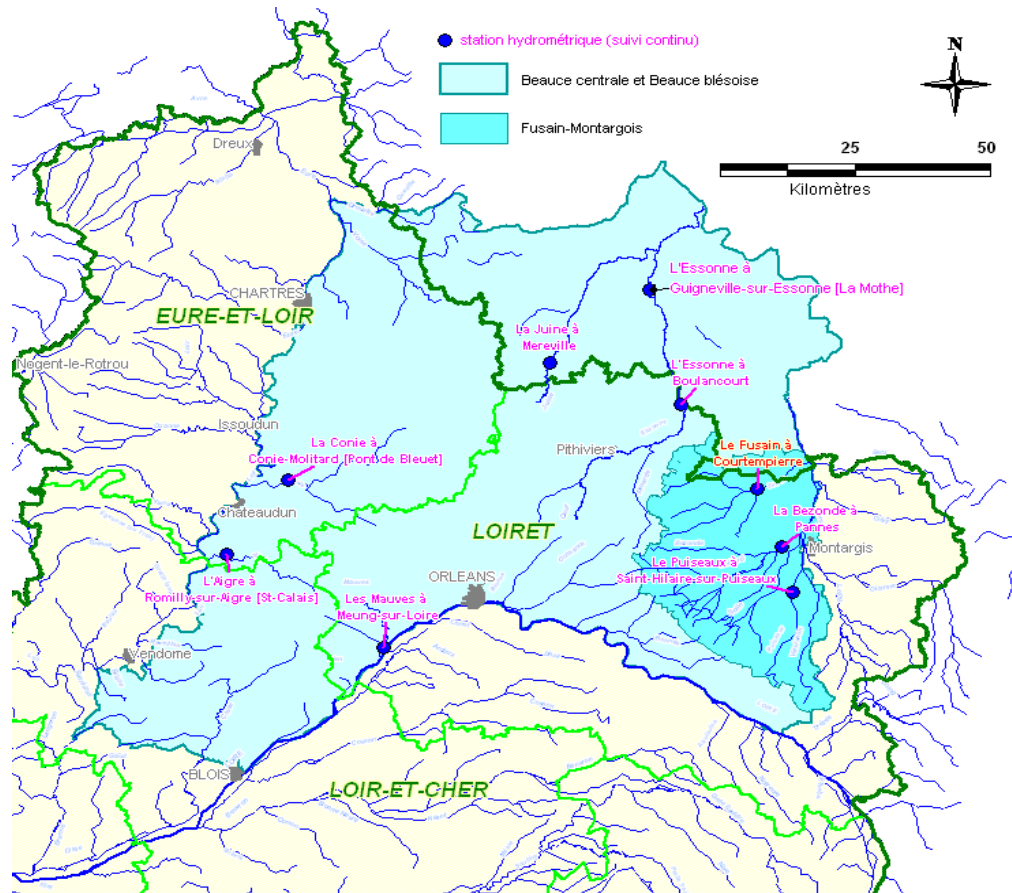 station hydrométrique (suivi continu)
Beauce centrale et Beauce blésoise
Fusain-Montargois
N
25
50
Kilomètres
Dreux
CHARTRES
EURE-ET-LOIR
Nogent-le-Rotrou
L'Essonne à
Guigneville-sur-Essonne [La Mothe]
La Juine à
Mereville
L'Essonne à
Boulancourt
Issoudun
La Conie à
Conie-Molitard [Pont de Bleuet]
Pithiviers
Le Fusain à
Courtempierre
Châteaudun
La Bezonde à
Pannes
LOIRET
Montargis
Le Puiseaux à
Saint-Hilaire-sur-Puiseaux
L'Aigre à
Romilly-sur-Aigre [St-Calais]
ORLEANS
Les Mauves à
Meung-sur-Loire
Vendome
BLOIS
LOIR-ET-CHER